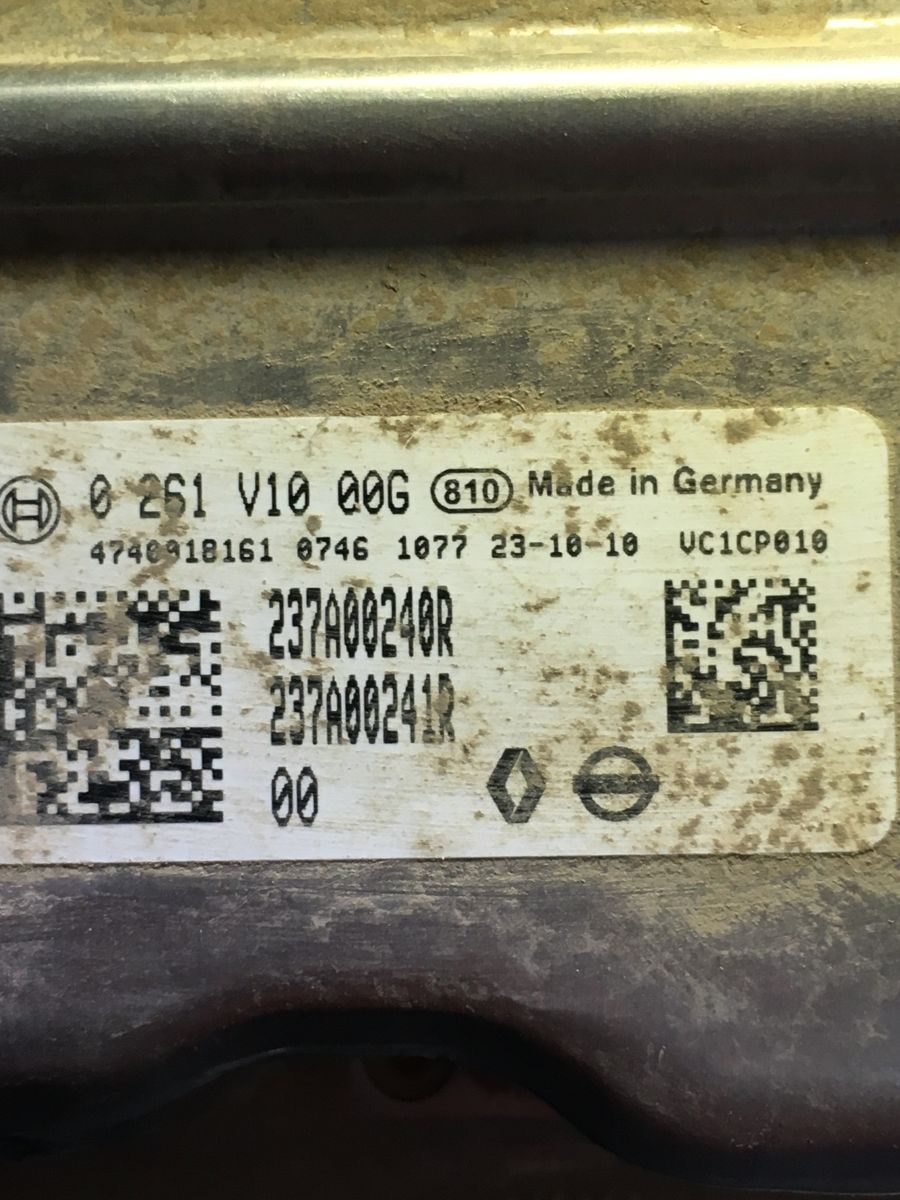 0 261 V10 00G 810 Made in Germany
4740918161 0746 1077 23-10-10 VC1CP010
237A00240R
237A00241R
00